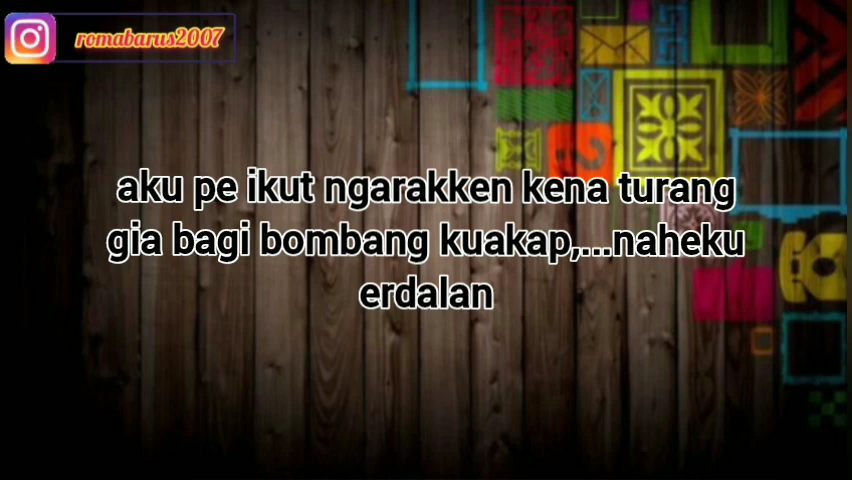 romabarus2007
aku pe ikut ngarakken kena turang
gia bagi bombang kuakap,...naheku
erdalan